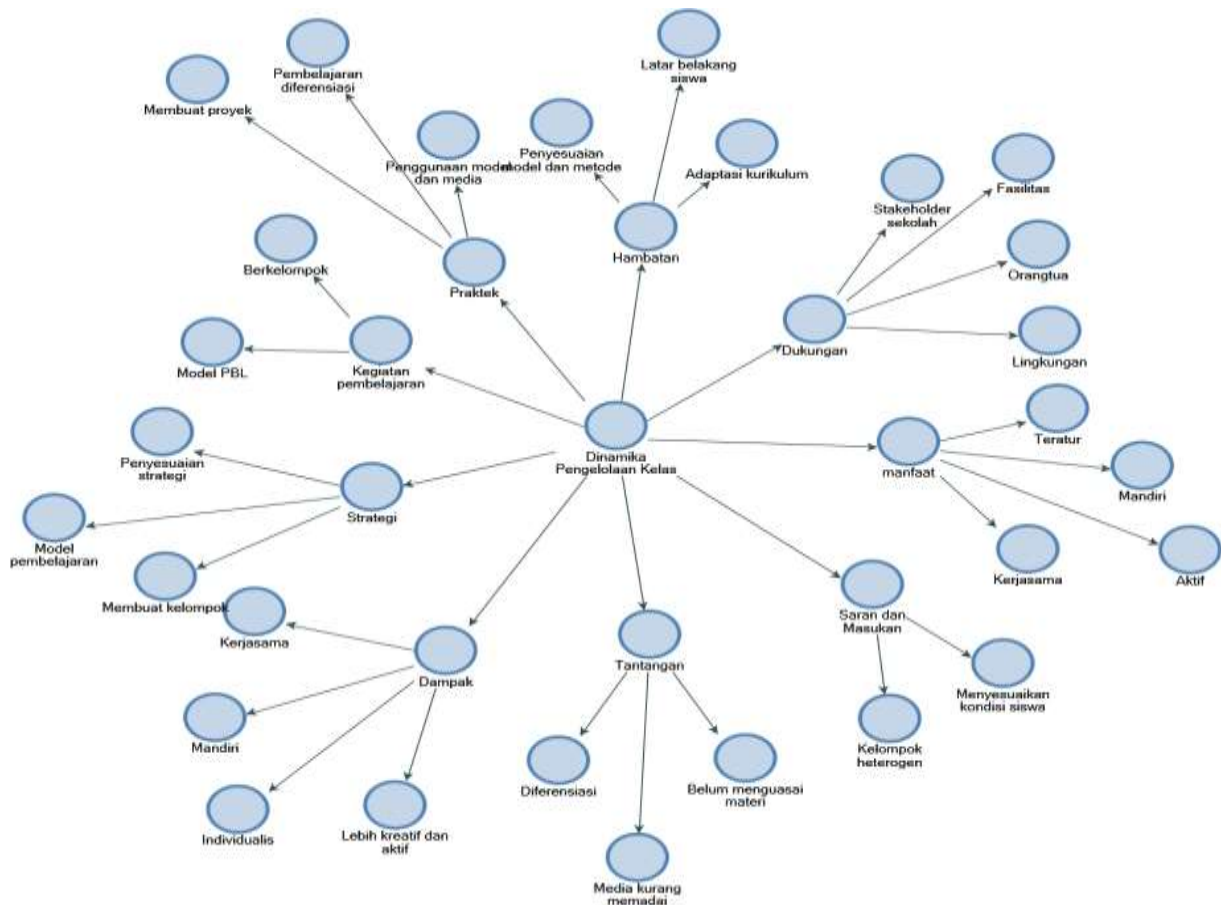 Latar belakang
siswa
Pembelajaran
diferensiasi
Membuat proyek
Penggunaan model
dan media
Penyesuaian
model dan metode
Adaptasi kurikulum
Fasilitas
Stakeholder
sekolah
Hambatan
Berkelompok
Praktek
Orangtua
Dukungan
Lingkungan
Model PBL
Kegiatan
pembelajaran
Teratur
Dinamika
Pengelolaan Kelas
manfaat
Mandiri
Penyesuaian
strategi
Strategi
Model
pembelajaran
Kerjasama
Aktif
Membuat kelompok
Saran dan
Masukan
Kerjasama
Tantangan
Dampak
Menyesuaikan
kondisi siswa
Mandiri
Kelompok
heterogen
Diferensiasi
Belum menguasai
materi
Individualis
Lebih kreatif dan
aktif
Media kurang
memadai